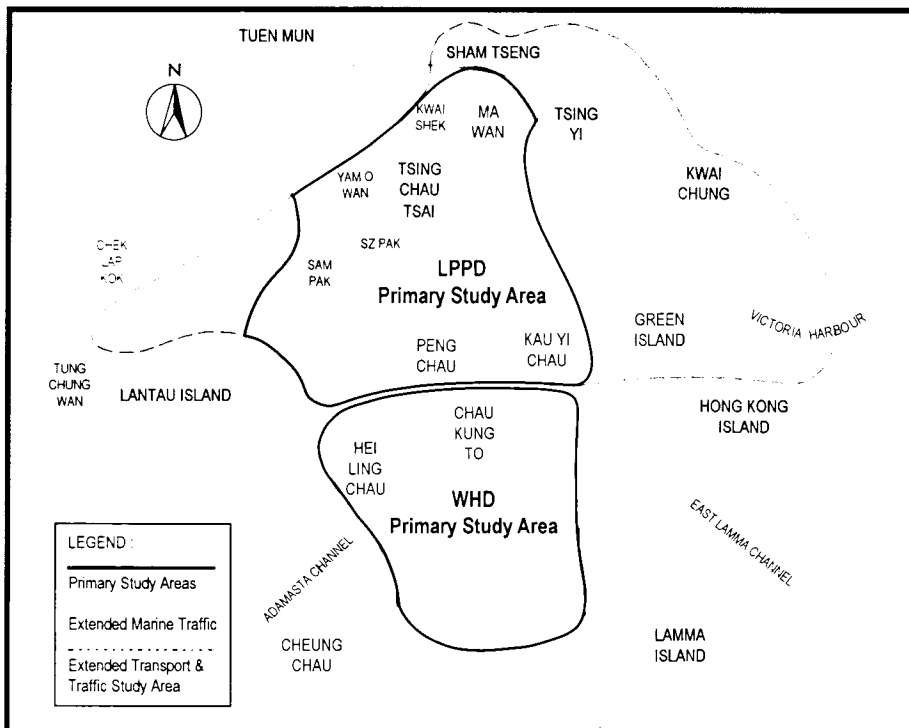 TUEN MUN
SHAM TSENG
N
KWAI
SHEK
MA
WAN
TSING
YI
KWAI
CHUNG
YAM O
WAN
TSING
CHAU
TSAI
SZ PAK
SAM
PAK
CHEK
LAP
KOK
LPPD
Primary Study Area
PENG
CHAU
KAU YI
CHAU
GREEN
ISLAND
VICTORIA HARBOUR
TUNG
CHUNG
WAN
LANTAU ISLAND
HONG KONG
ISLAND
CHAU
KUNG
TO
HEI
LING
CHAU
WHD
Primary Study Area
EAST LAMMA CHANNEL
ADAMASTA CHANNEL
CHEUNG
CHAU
LAMMA
ISLAND
LEGEND :
Primary Study Areas
Extended Marine Traffic
Extended Transport &
Traffic Study Area